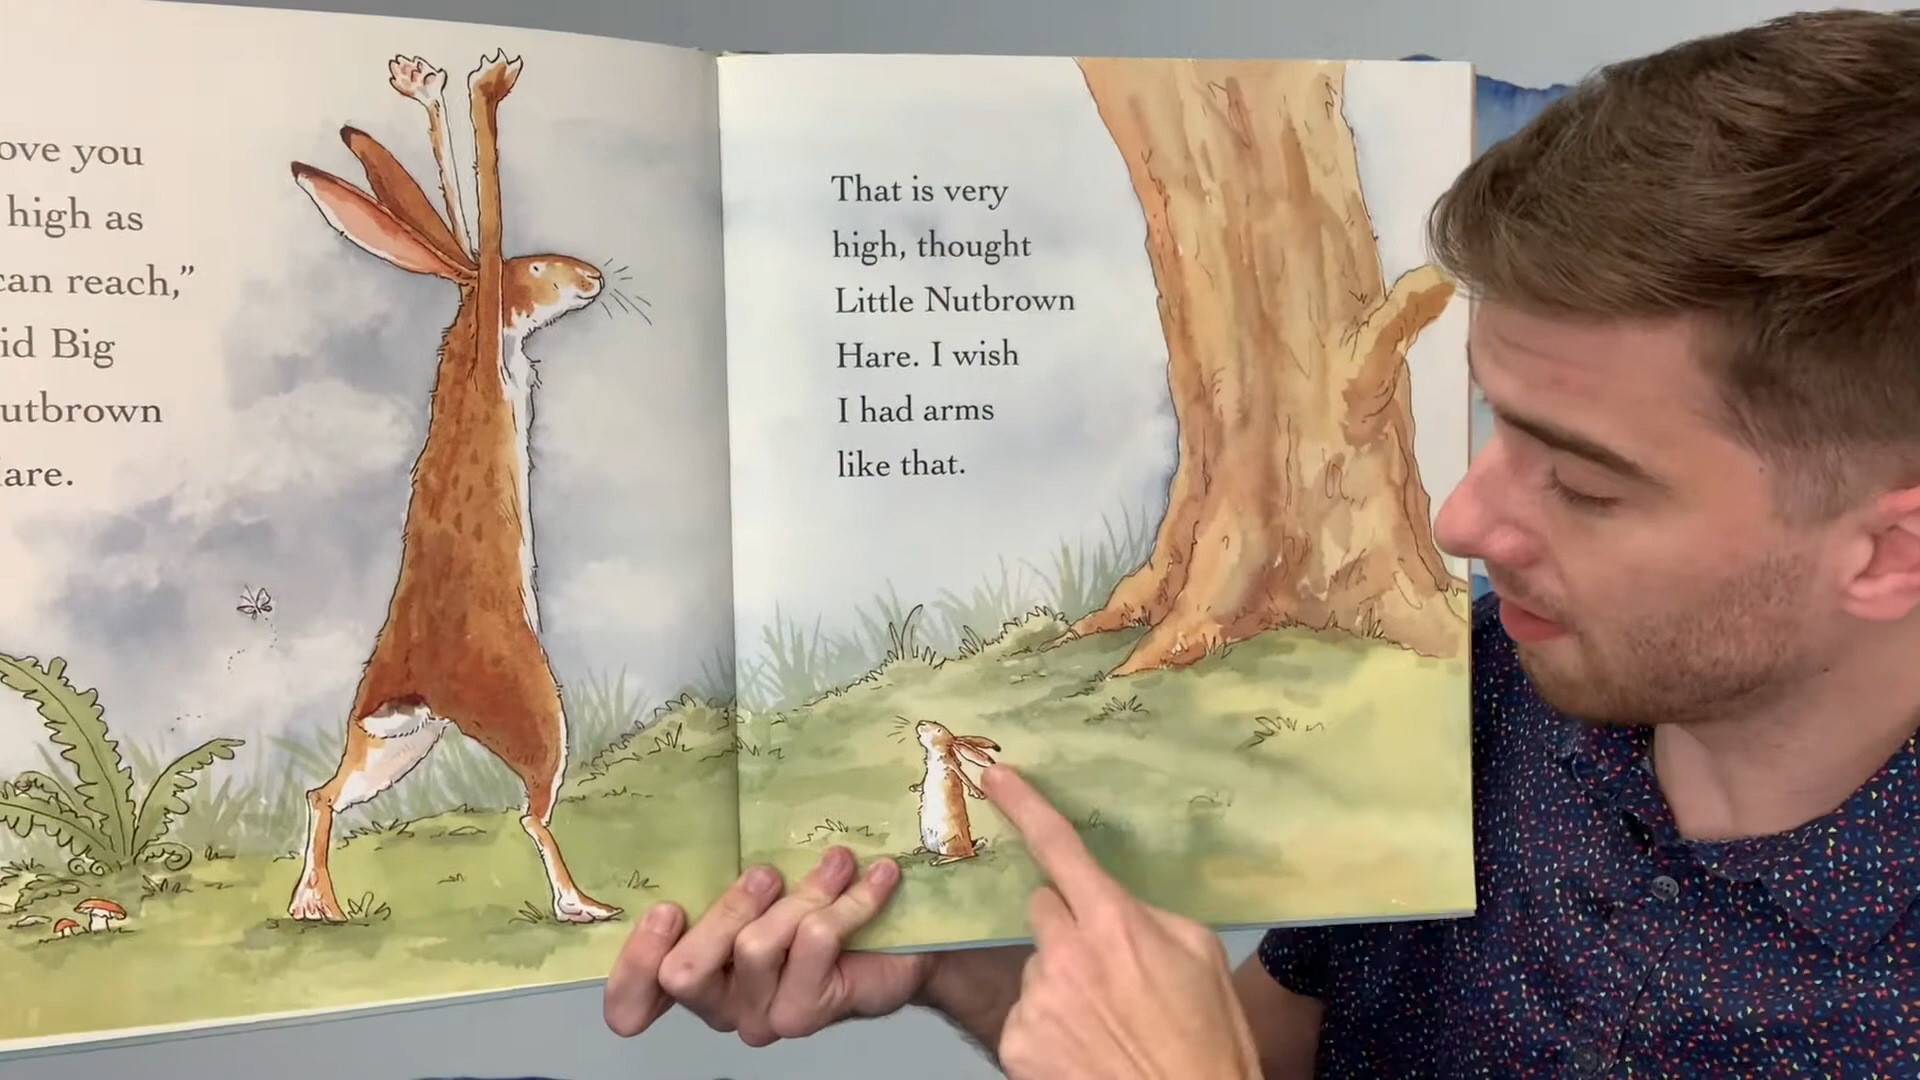 ove you
high as
can reach,”
id Big
utbrown
are.
That is very
high, thought
Little Nutbrown
Hare. I wish
I had arms
like that.